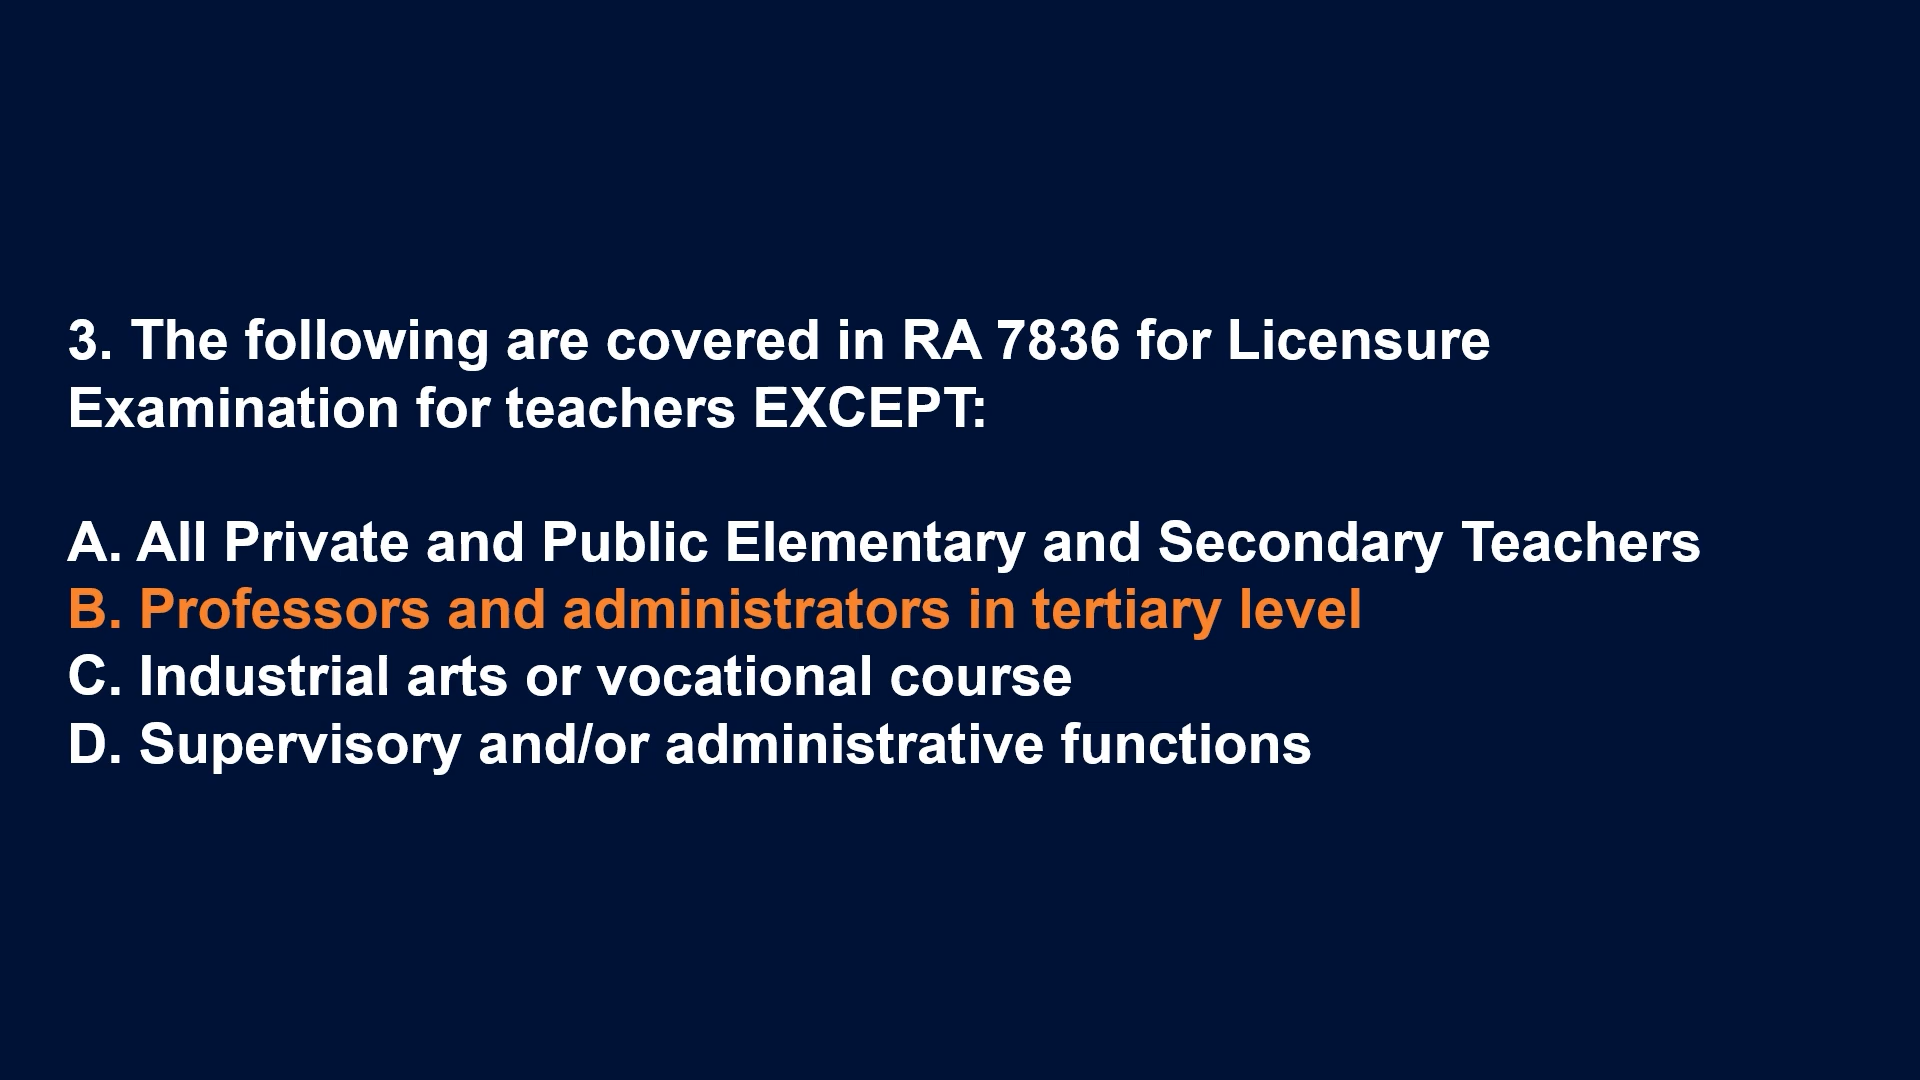 3. The following are covered in RA 7836 for Licensure
Examination for teachers EXCEPT:
A. All Private and Public Elementary and Secondary Teachers
B. Professors and administrators in tertiary level
C. Industrial arts or vocational course
D. Supervisory and/or administrative functions